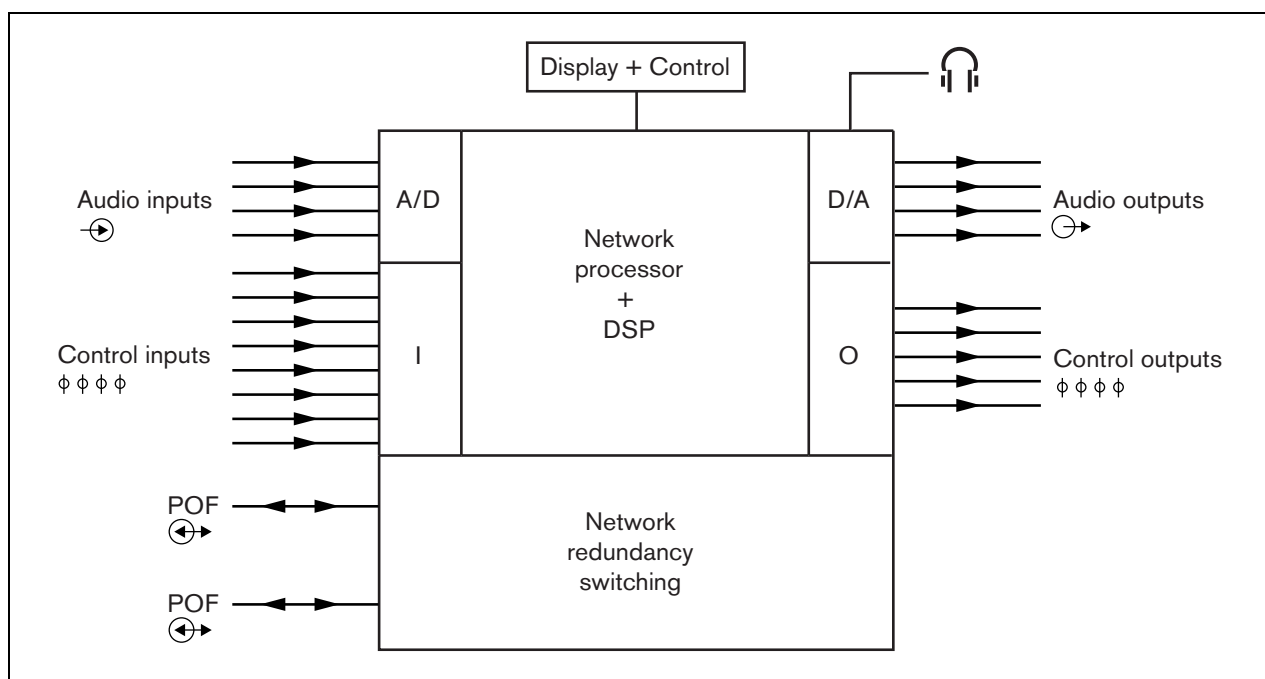 Display + Control
Audio inputs
A/D
D/A
Audio outputs
Network
processor
+
DSP
Control inputs
I
O
Control outputs
POF
POF
Network
redundancy
switching